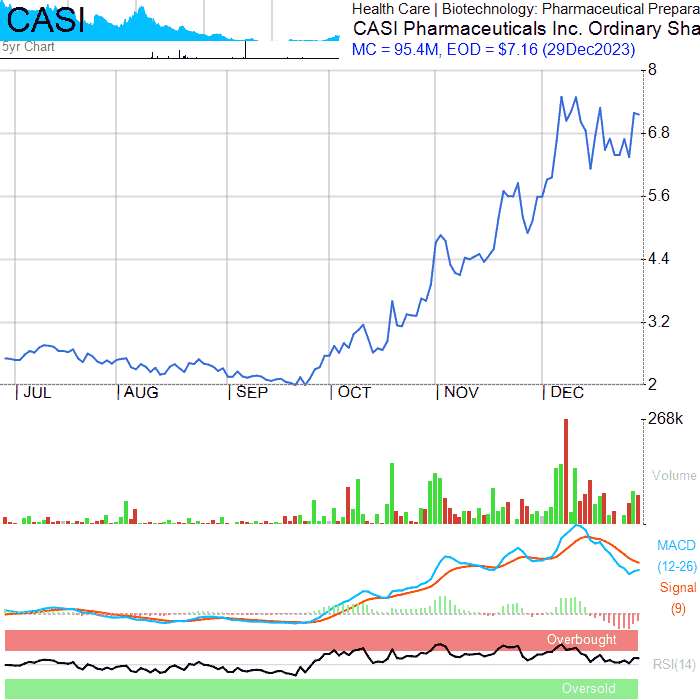 CASI
5yr Chart
Health Care | Biotechnology: Pharmaceutical Prepara
CASI Pharmaceuticals Inc. Ordinary Sha
MC = 95.4M, EOD = $7.16 (29Dec2023)
8
6.8
5.6
4.4
3.2
2
JUL AUG SEP OCT NOV DEC
268k
Volume
MACD
(12-26)
Signal
(9)
Overbought
RSI(14)
Oversold